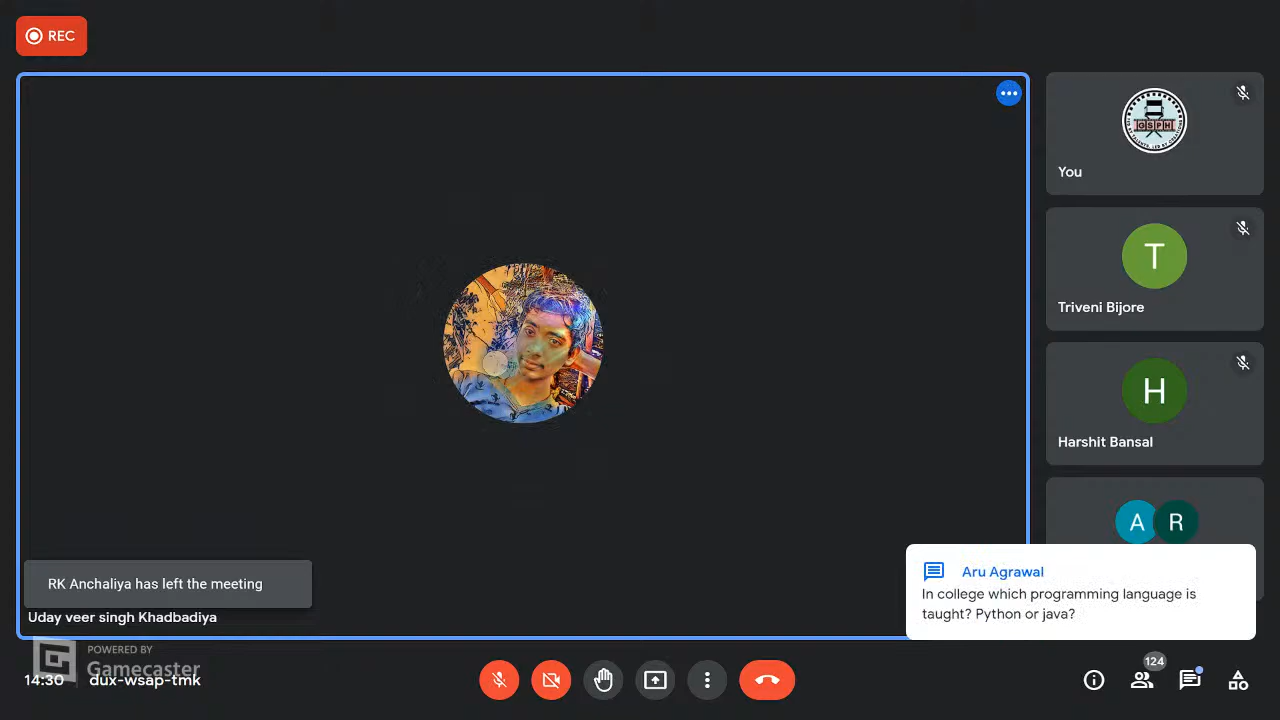 REC
You
T
Triveni Bijore
H
Harshit Bansal
A R
RK Anchaliya has left the meeting
Uday veer singh Khadbadiya
Aru Agrawal
In college which programming language is
taught? Python or java?
POWERED BY
Gamecaster
14:30 dux-wsap-tmk
124